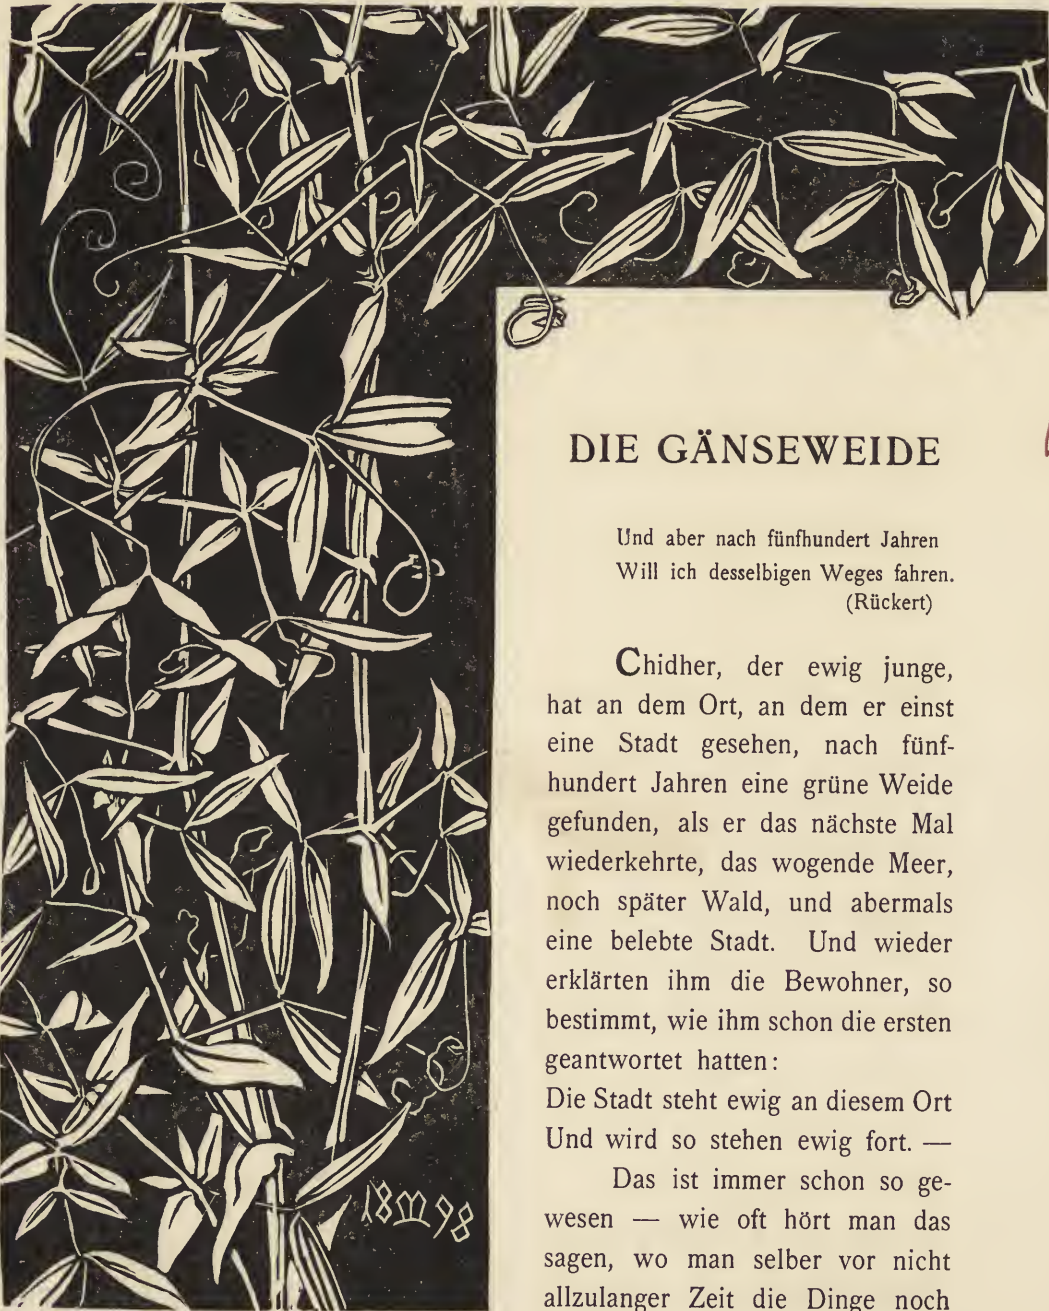 DIE GÄNSEWEIDE
Und aber nach fünfhundert Jahren
Will ich desselbigen Weges fahren.
(Rückert)
Chidher, der ewig junge,
hat an dem Ort, an dem er einst
eine Stadt gesehen, nach fünf-
hundert Jahren eine grüne Weide
gefunden, als er das nächste Mal
wiederkehrte, das wogende Meer,
noch später Wald, und abermals
eine belebte Stadt. Und wieder
erklärten ihm die Bewohner, so
bestimmt, wie ihm schon die ersten
geantwortet hatten:
Die Stadt steht ewig an diesem Ort
Und wird so stehen ewig fort. —
Das ist immer schon so ge-
wesen — wie oft hört man das
sagen, wo man selber vor nicht
allzulanger Zeit die Dinge noch
18 98